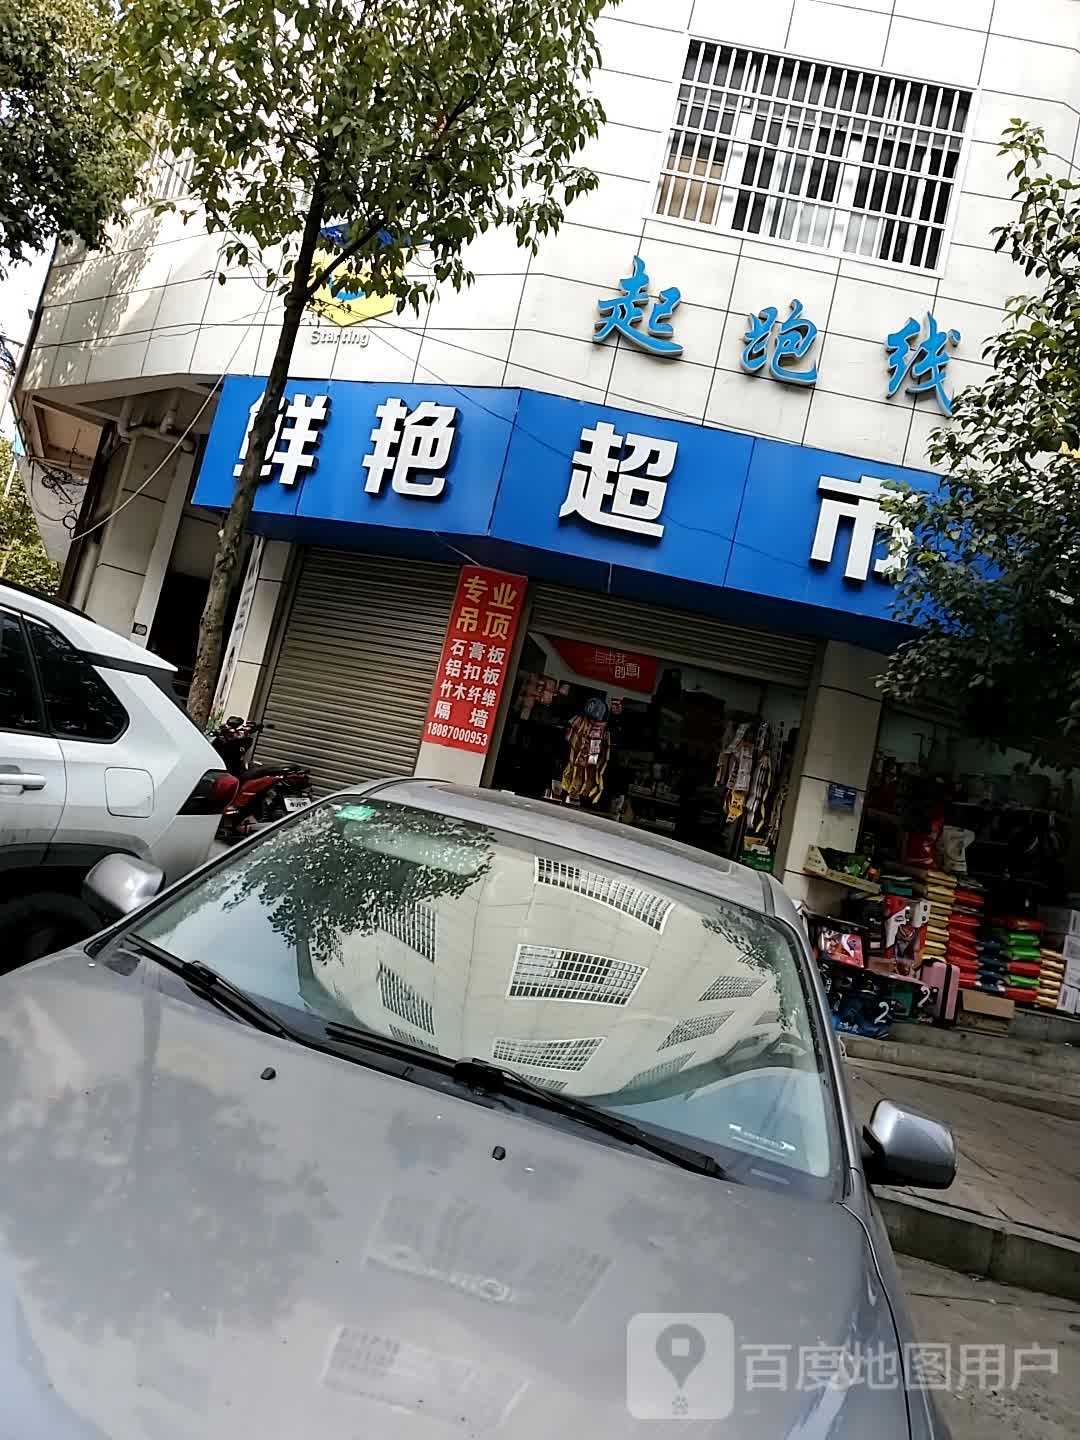 起跑线
Starting
鲜艳超市
专业
吊顶
石膏板
铝扣板
竹木纤维
隔墙
18087000953
百度地图用户